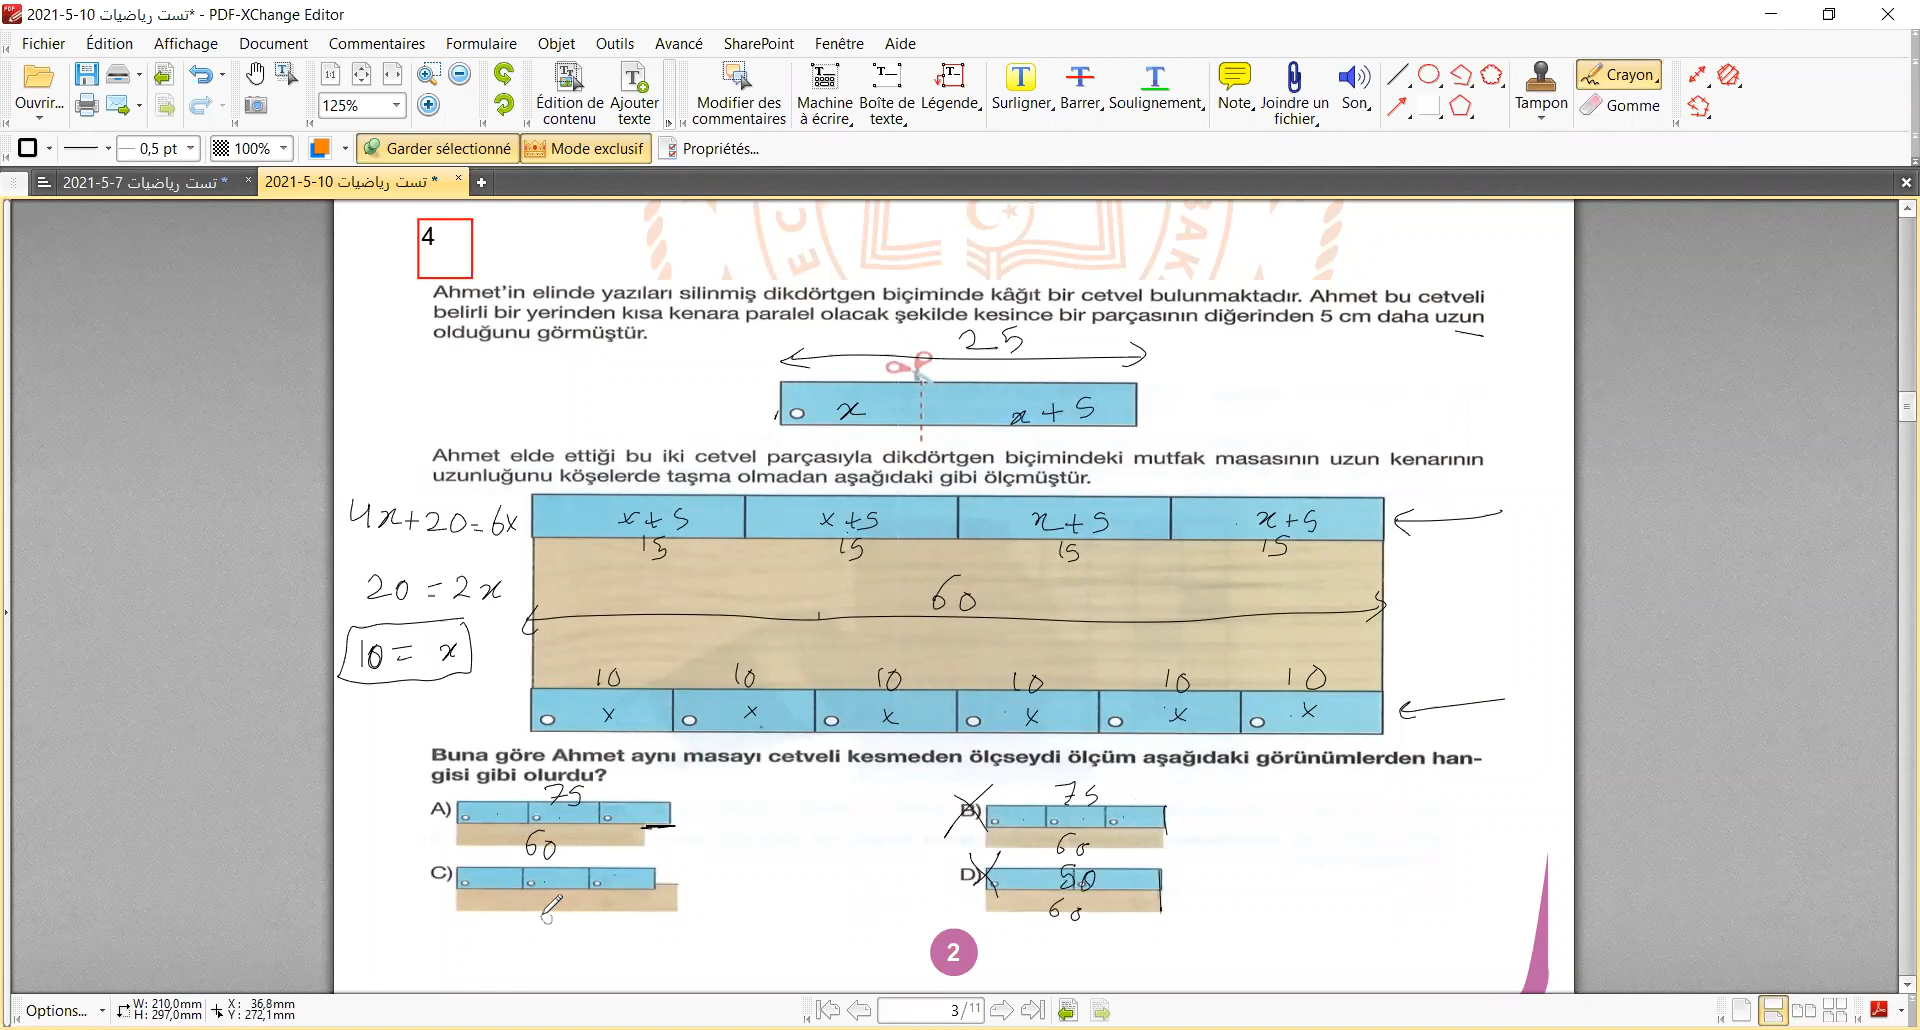 2021-5-10 تست رياضيات* - PDF-XChange Editor
Fichier Édition Affichage Document Commentaires Formulaire Objet Outils Avancé SharePoint Fenêtre Aide
Ouvrir... 1:1 125% Édition de contenu Ajouter texte Modifier des commentaires Machine à écrire, Boîte de texte, Légende, Surligner, Barrer, Soulignement, Note, Joindre un fichier, Son, Tampon Crayon Gomme
0,5 pt 100% Garder sélectionné Mode exclusif Propriétés...
2021-5-7 تست رياضيات * 2021-5-10 تست رياضيات *
4
Ahmet'in elinde yazıları silinmiş dikdörtgen biçiminde kâğıt bir cetvel bulunmaktadır. Ahmet bu cetveli
belirli bir yerinden kısa kenara paralel olacak şekilde kesince bir parçasının diğerinden 5 cm daha uzun
olduğunu görmüştür.
25
x x+5
Ahmet elde ettiği bu iki cetvel parçasıyla dikdörtgen biçimindeki mutfak masasının uzun kenarının
uzunluğunu köşelerde taşma olmadan aşağıdaki gibi ölçmüştür.
4x+20=6x x+5 x+5 x+5 x+5
15 15 15 15
20=2x 60
10=x 10 10 10 10 10 10
x x x x x x
Buna göre Ahmet aynı masayı cetveli kesmeden ölçseydi ölçüm aşağıdaki görünümlerden han-
gisi gibi olurdu?
A) 75 60
B) 75 60
C)
D) 50 60
2
Options... W: 210,0mm H: 297,0mm X: 36,8mm Y: 272,1mm 3 / 11